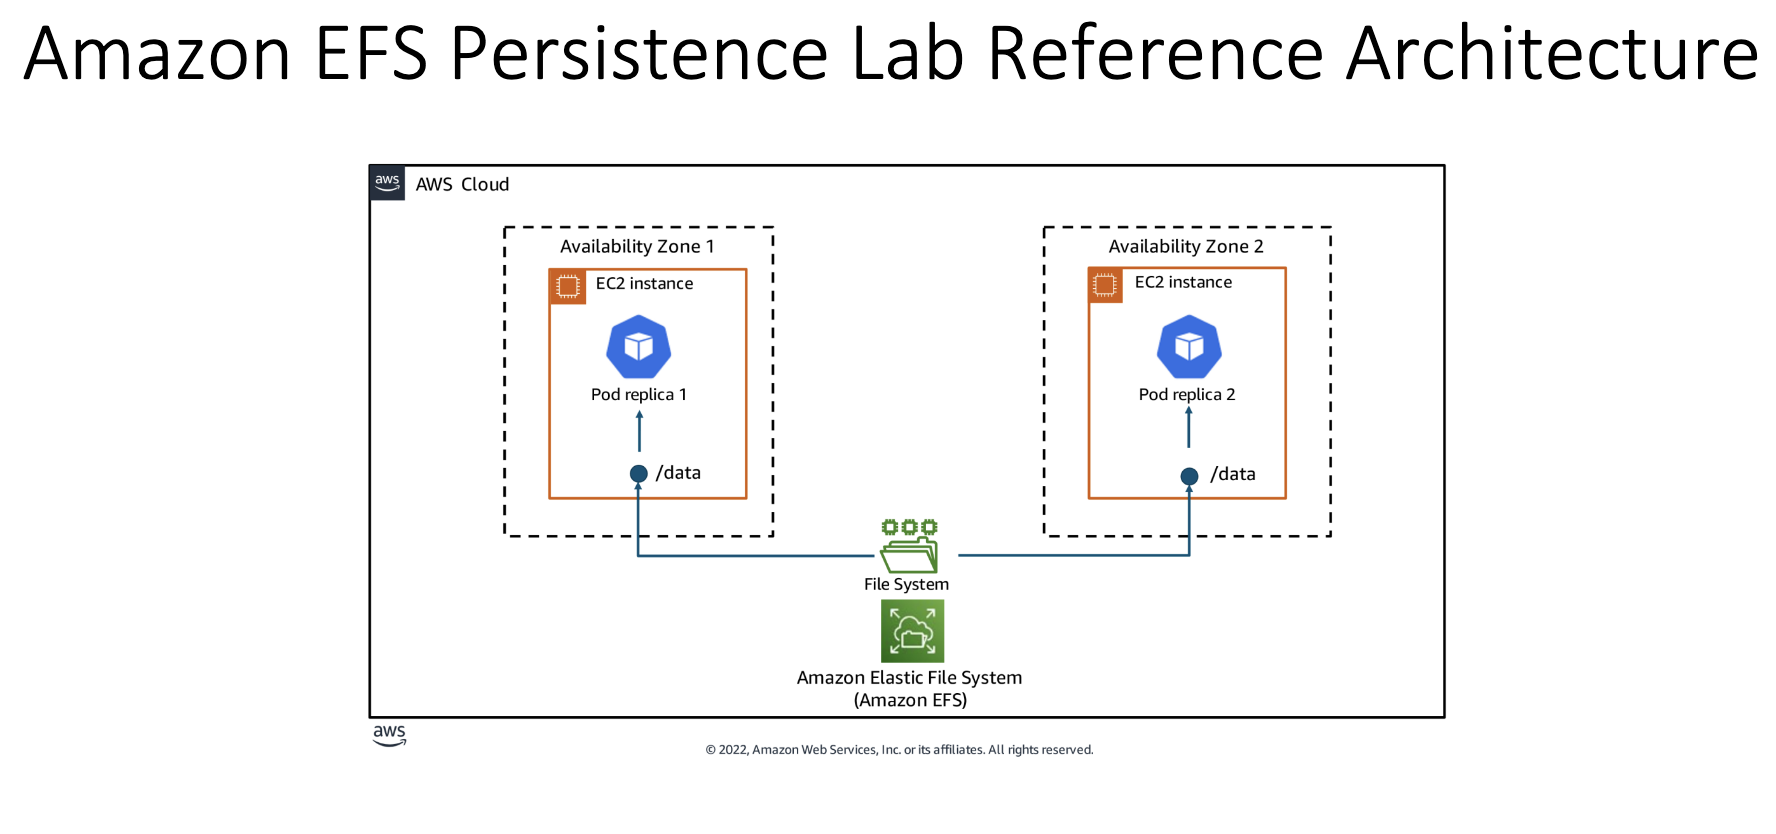 Amazon EFS Persistence Lab Reference Architecture
aws
AWS Cloud
Availability Zone 1
EC2 instance
Pod replica 1
/data
Availability Zone 2
EC2 instance
Pod replica 2
/data
File System
Amazon Elastic File System
(Amazon EFS)
aws
© 2022, Amazon Web Services, Inc. or its affiliates. All rights reserved.